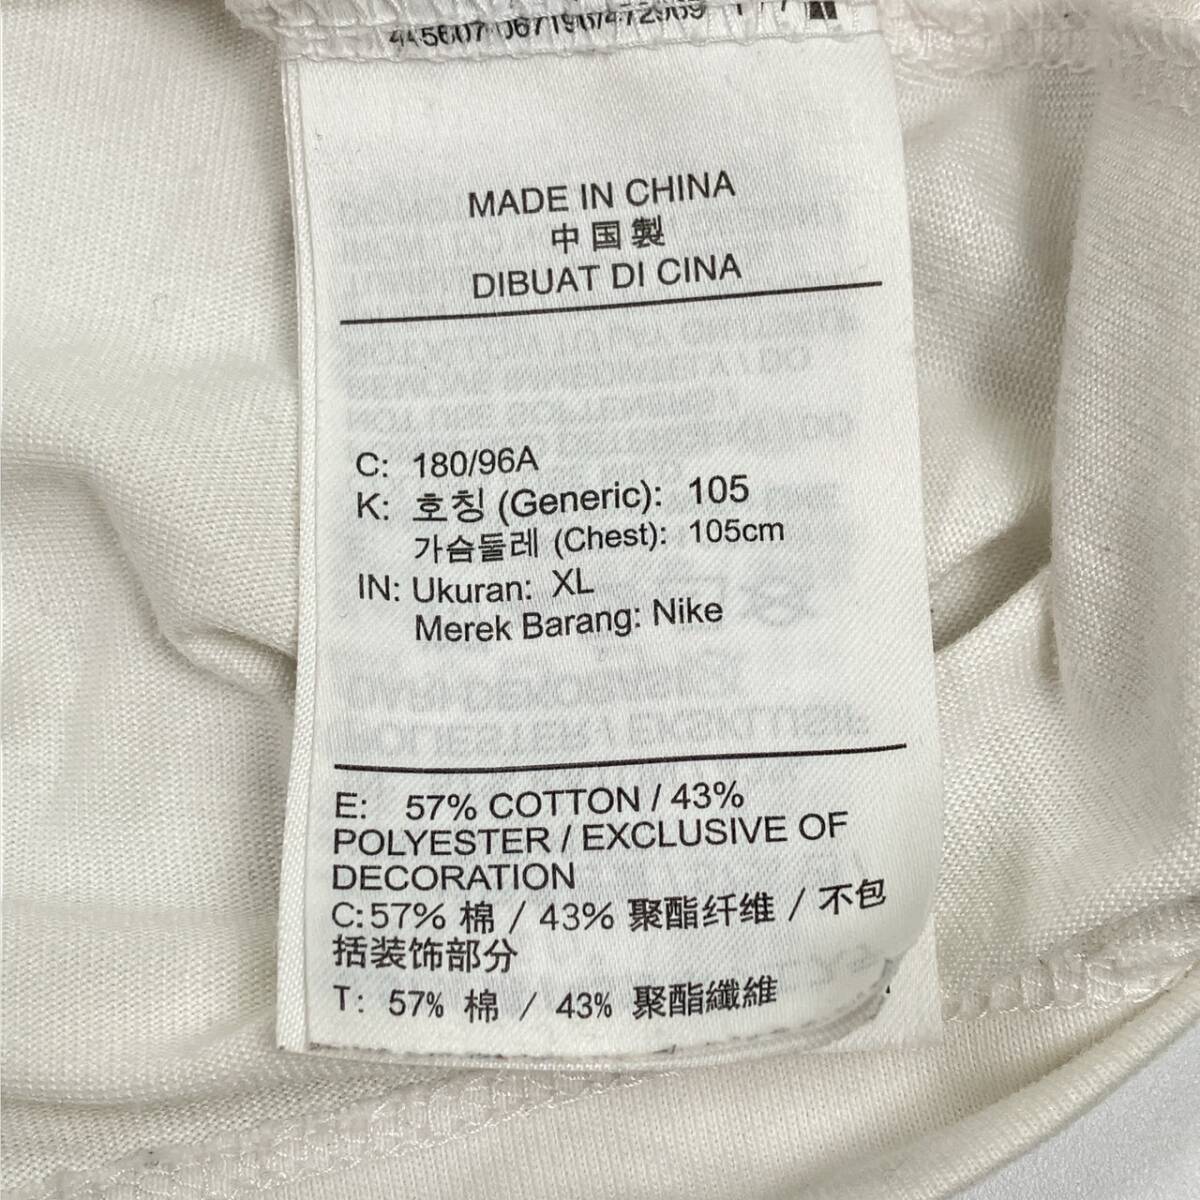 MADE IN CHINA
中国製
DIBUAT DI CINA
C: 180/96A
K: 호칭 (Generic): 105
가슴둘레 (Chest): 105cm
IN: Ukuran: XL
Merek Barang: Nike
E: 57% COTTON / 43%
POLYESTER / EXCLUSIVE OF
DECORATION
C:57% 棉 / 43% 聚酯纤维 / 不包
括装饰部分
T: 57% 棉 / 43% 聚酯纖維